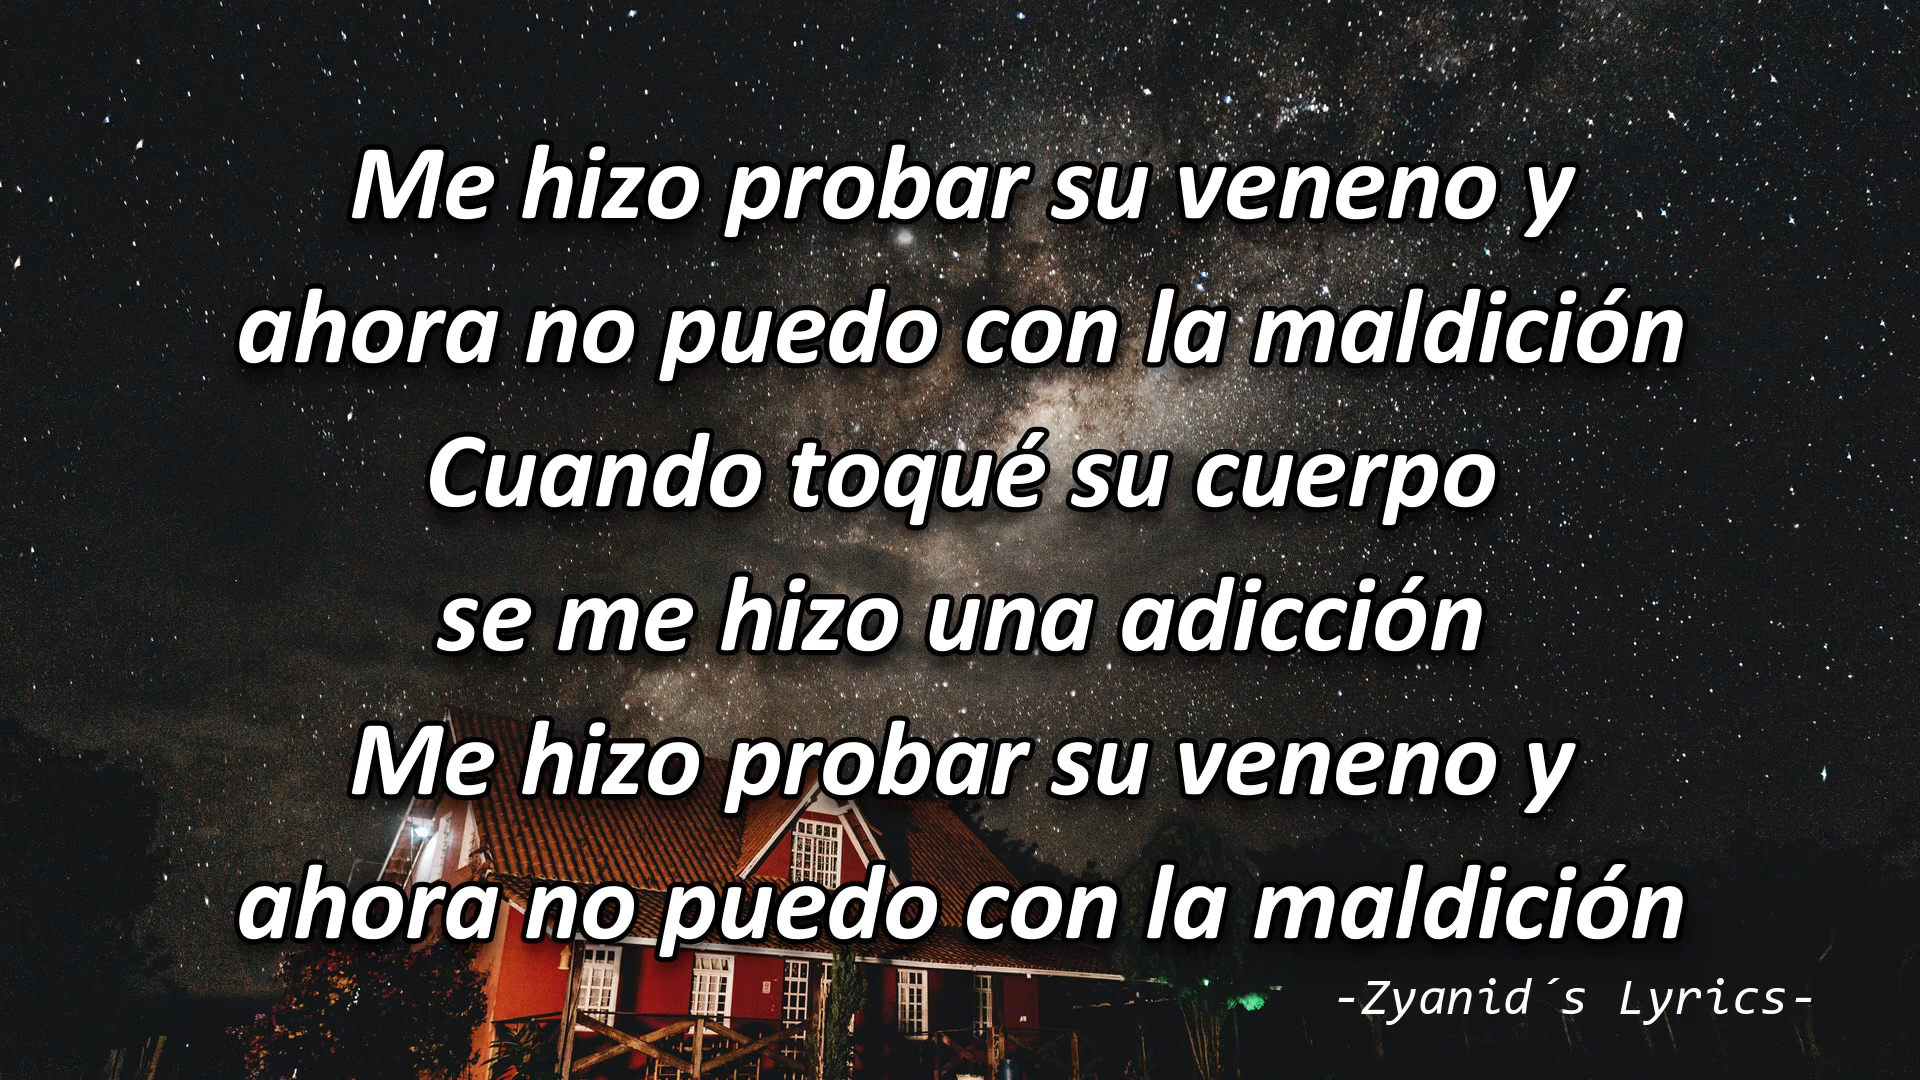 Me hizo probar su veneno y
ahora no puedo con la maldición
Cuando toqué su cuerpo
se me hizo una adicción
Me hizo probar su veneno y
ahora no puedo con la maldición
-Zyanid´s Lyrics-